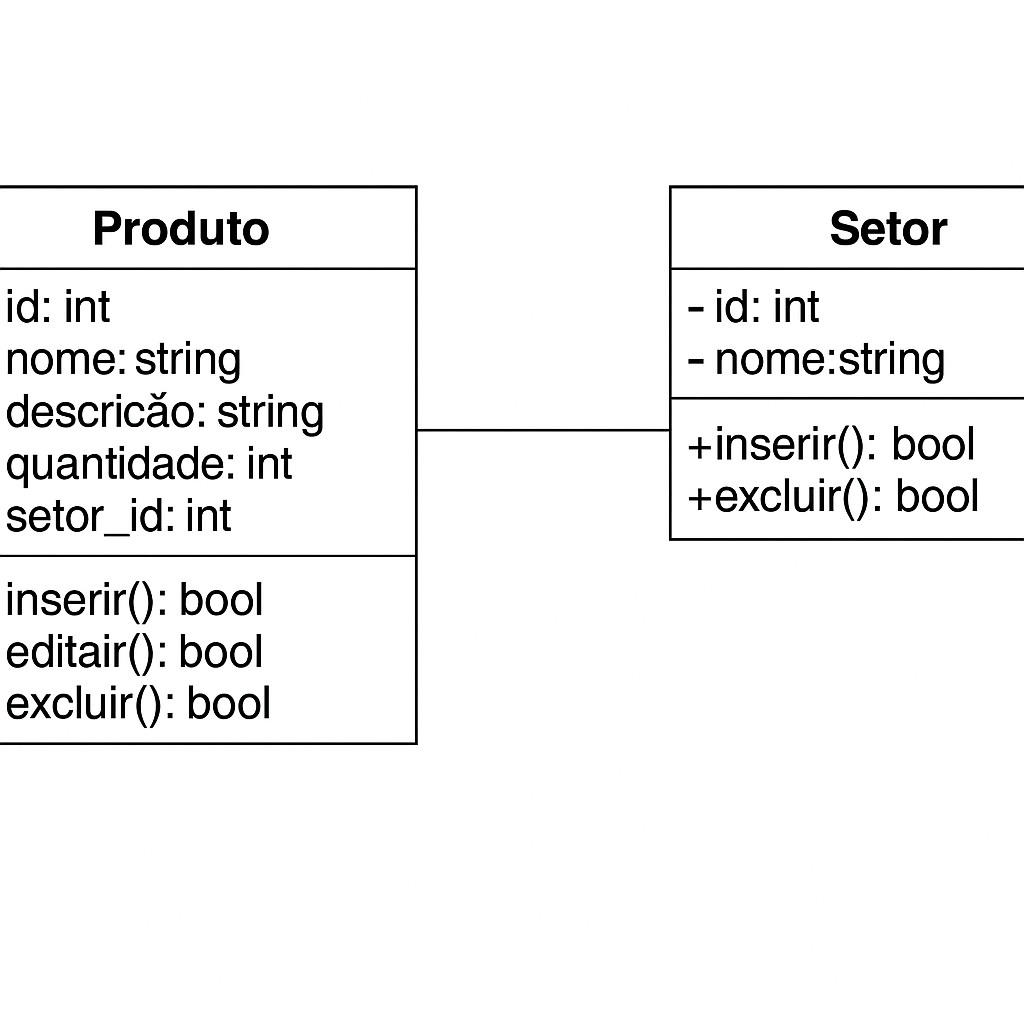 Produto
id: int
nome: string
descricǎo: string
quantidade: int
setor_id: int
inserir(): bool
editair(): bool
excluir(): bool
Setor
- id: int
- nome:string
+inserir(): bool
+excluir(): bool